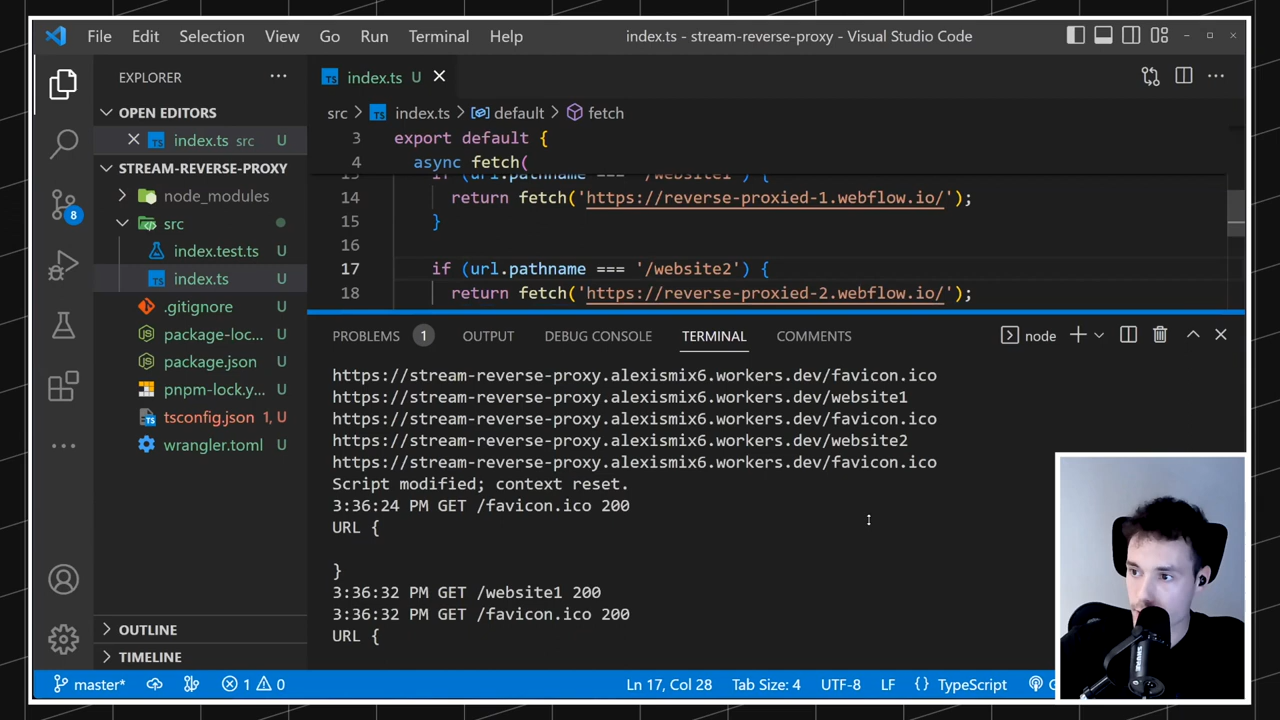 File Edit Selection View Go Run Terminal Help
index.ts - stream-reverse-proxy - Visual Studio Code
EXPLORER
OPEN EDITORS
index.ts src U
STREAM-REVERSE-PROXY
node_modules
src
index.test.ts U
index.ts U
.gitignore U
package-loc... U
package.json U
pnpm-lock.y... U
tsconfig.json 1, U
wrangler.toml U
OUTLINE
TIMELINE
8
index.ts U
src > index.ts > default > fetch
3 export default {
4 async fetch(
13 if (url.pathname === '/website1') {
14 return fetch('https://reverse-proxied-1.webflow.io/');
15 }
16
17 if (url.pathname === '/website2') {
18 return fetch('https://reverse-proxied-2.webflow.io/');
PROBLEMS 1 OUTPUT DEBUG CONSOLE TERMINAL COMMENTS
node
https://stream-reverse-proxy.alexismix6.workers.dev/favicon.ico
https://stream-reverse-proxy.alexismix6.workers.dev/website1
https://stream-reverse-proxy.alexismix6.workers.dev/favicon.ico
https://stream-reverse-proxy.alexismix6.workers.dev/website2
https://stream-reverse-proxy.alexismix6.workers.dev/favicon.ico
Script modified; context reset.
3:36:24 PM GET /favicon.ico 200
URL {
}
3:36:32 PM GET /website1 200
3:36:32 PM GET /favicon.ico 200
URL {
master* 1 0
Ln 17, Col 28 Tab Size: 4 UTF-8 LF {} TypeScript